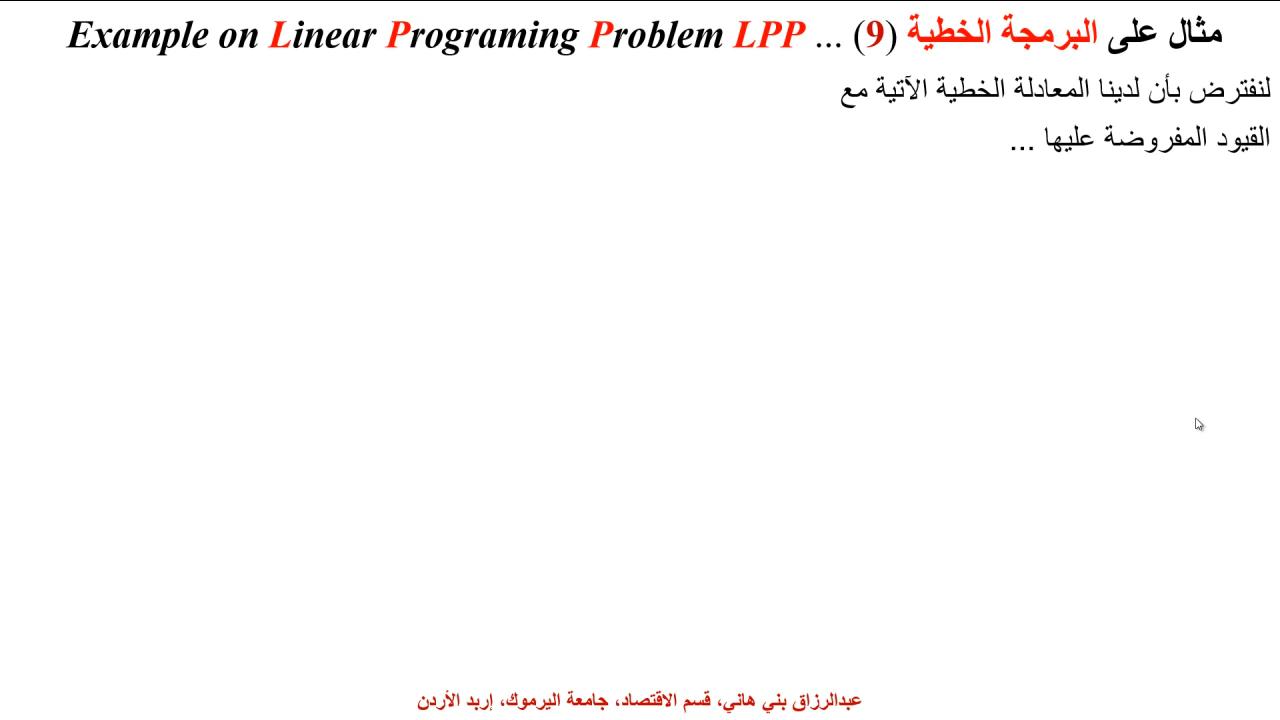 مثال على البرمجة الخطية (9) ... Example on Linear Programing Problem LPP
لنفترض بأن لدينا المعادلة الخطية الآتية مع
القيود المفروضة عليها ...
عبدالرزاق بني هاني، قسم الاقتصاد، جامعة اليرموك، إربد الأردن